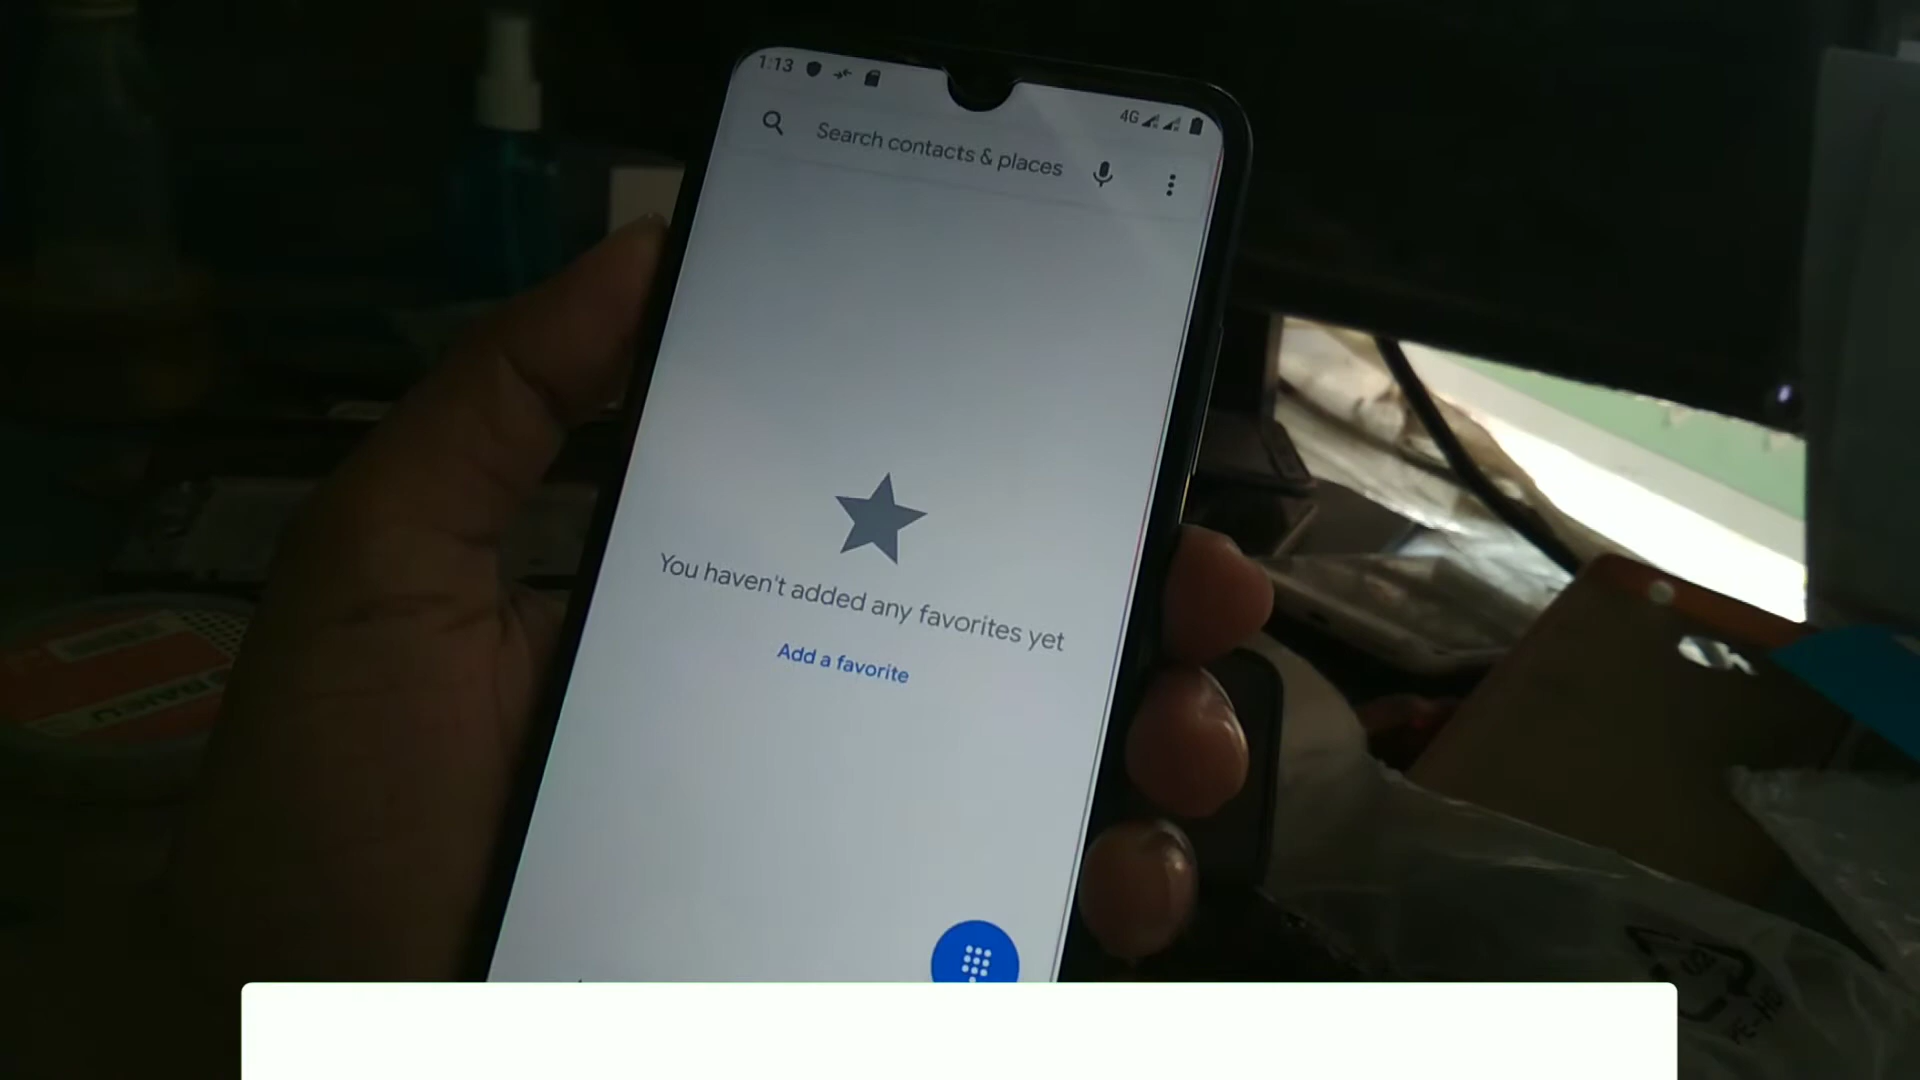 1:13
4G
Search contacts & places
You haven't added any favorites yet
Add a favorite